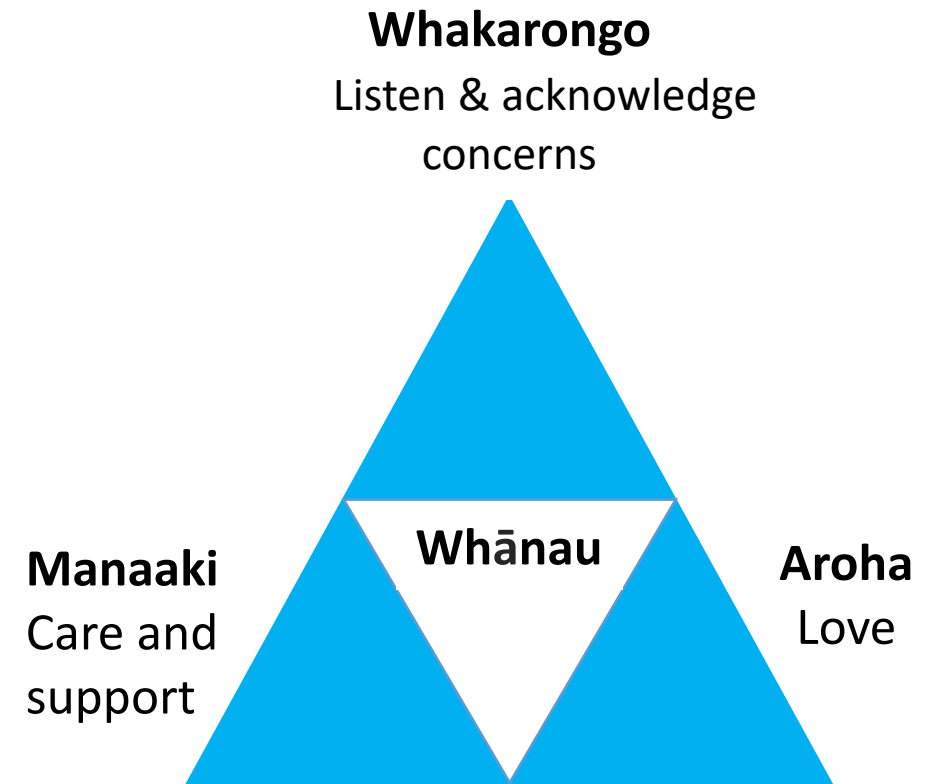 Whakarongo
Listen & acknowledge
concerns
Whānau
Manaaki
Care and
support
Aroha
Love